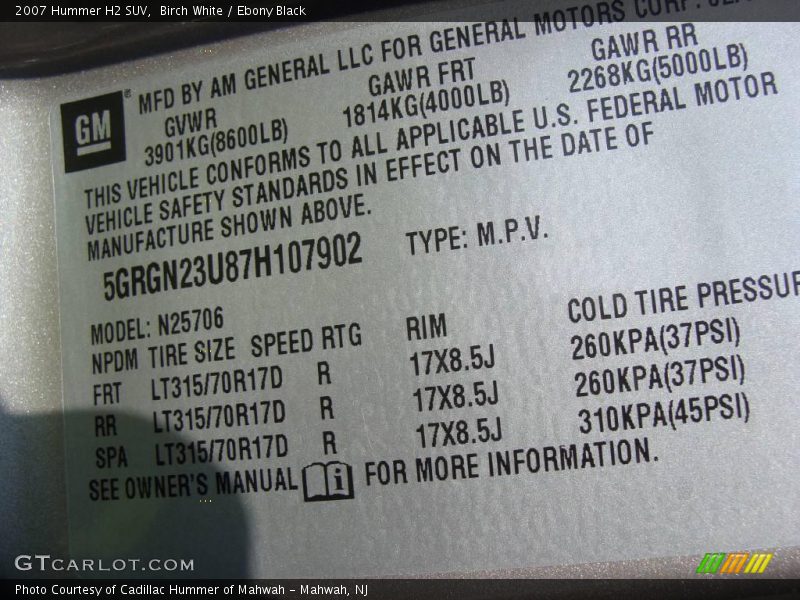 2007 Hummer H2 SUV, Birch White / Ebony Black
MFD BY AM GENERAL LLC FOR GENERAL MOTORS CORP.
GM
GVWR GAWR FRT GAWR RR
3901KG(8600LB) 1814KG(4000LB) 2268KG(5000LB)
THIS VEHICLE CONFORMS TO ALL APPLICABLE U.S. FEDERAL MOTOR
VEHICLE SAFETY STANDARDS IN EFFECT ON THE DATE OF
MANUFACTURE SHOWN ABOVE.
5GRGN23U87H107902 TYPE: M.P.V.
MODEL: N25706
NPDM TIRE SIZE SPEED RTG RIM COLD TIRE PRESSUR
FRT LT315/70R17D R 17X8.5J 260KPA(37PSI)
RR LT315/70R17D R 17X8.5J 260KPA(37PSI)
SPA LT315/70R17D R 17X8.5J 310KPA(45PSI)
SEE OWNER'S MANUAL i FOR MORE INFORMATION.
GTCARLOT.COM
Photo Courtesy of Cadillac Hummer of Mahwah - Mahwah, NJ